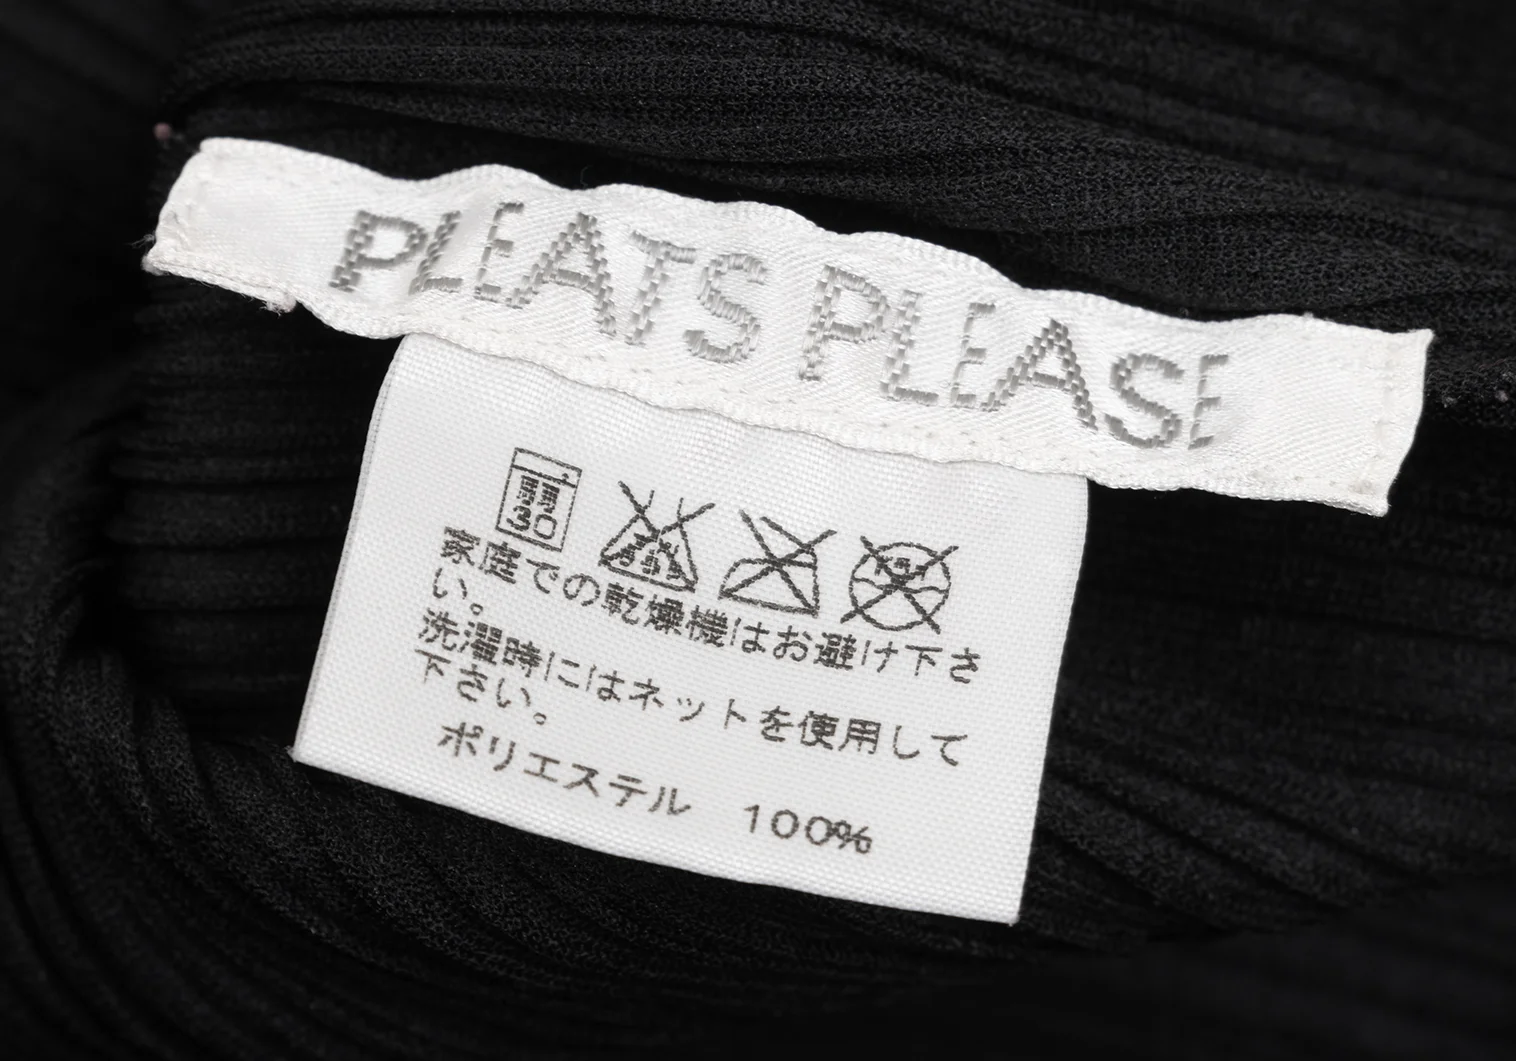 PLEATS PLEASE
家庭での乾燥機はお避け下さ
い。
洗濯時にはネットを使用して
下さい。
ポリエステル 100%